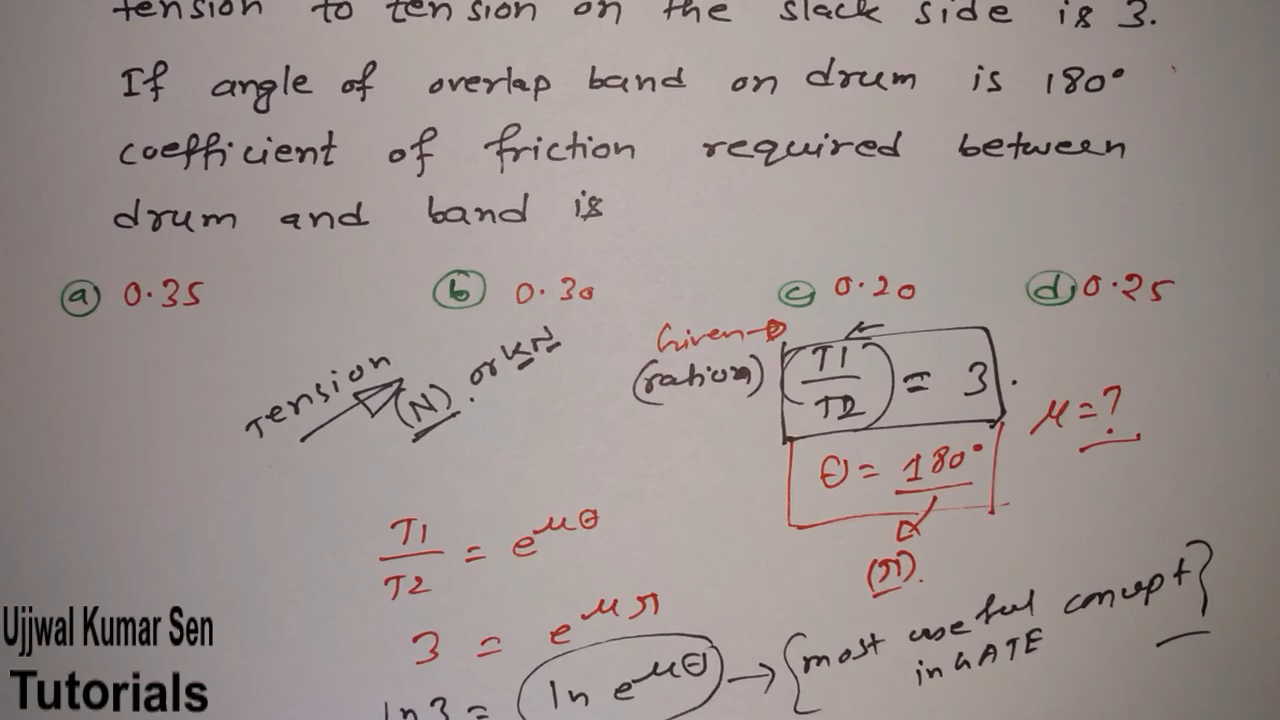 tension to tension on the slack side is 3.
If angle of overlap band on drum is 180°
coefficient of friction required between
drum and band is
(a) 0.35 (b) 0.30 (c) 0.20 (d) 0.25
Tension (N). or KN
Given→
(ration) (T1/T2) = 3. μ=?
θ = 180°
(π).
T1/T2 = e^μθ
3 = e^μπ
ln 3 = ln e^μθ → {most useful concept}
in GATE
Ujjwal Kumar Sen
Tutorials